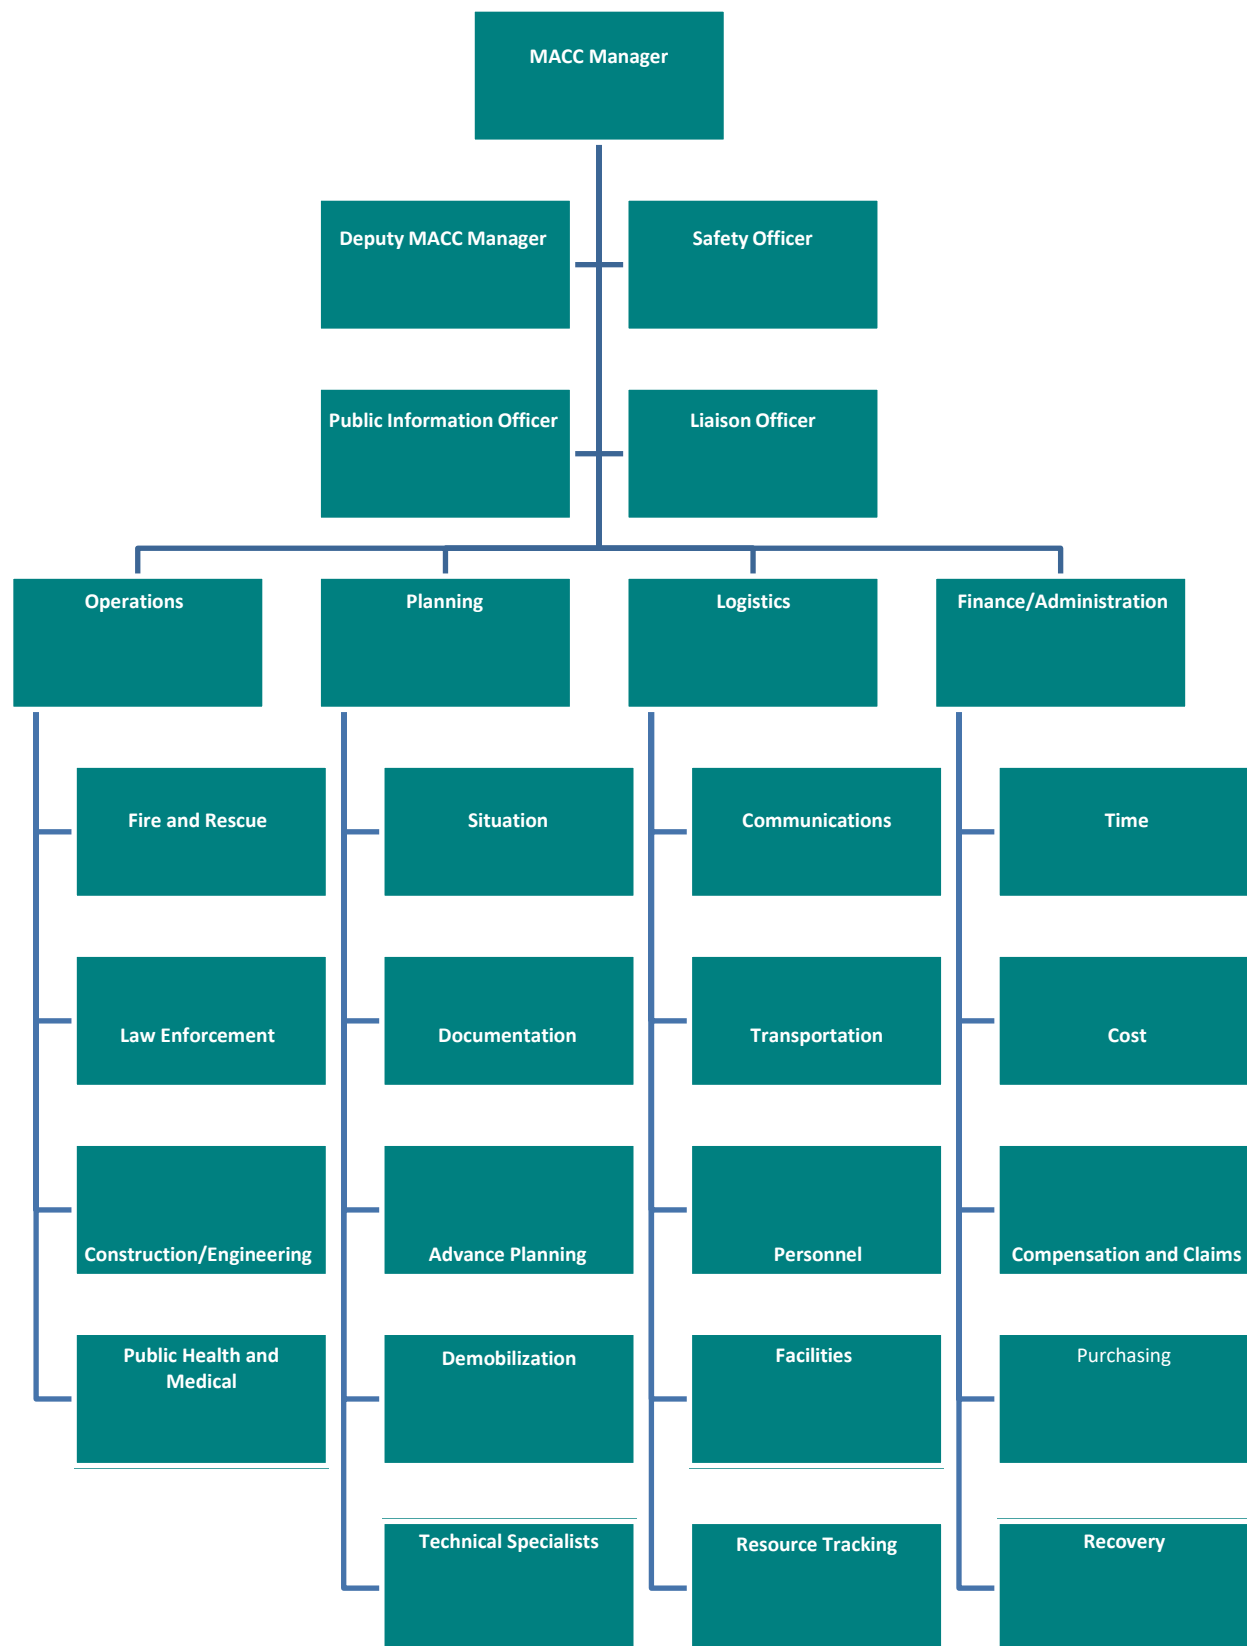 MACC Manager
Deputy MACC Manager
Safety Officer
Public Information Officer
Liaison Officer
Operations
Planning
Logistics
Finance/Administration
Fire and Rescue
Situation
Communications
Time
Law Enforcement
Documentation
Transportation
Cost
Construction/Engineering
Advance Planning
Personnel
Compensation and Claims
Public Health and
Medical
Demobilization
Facilities
Purchasing
Technical Specialists
Resource Tracking
Recovery